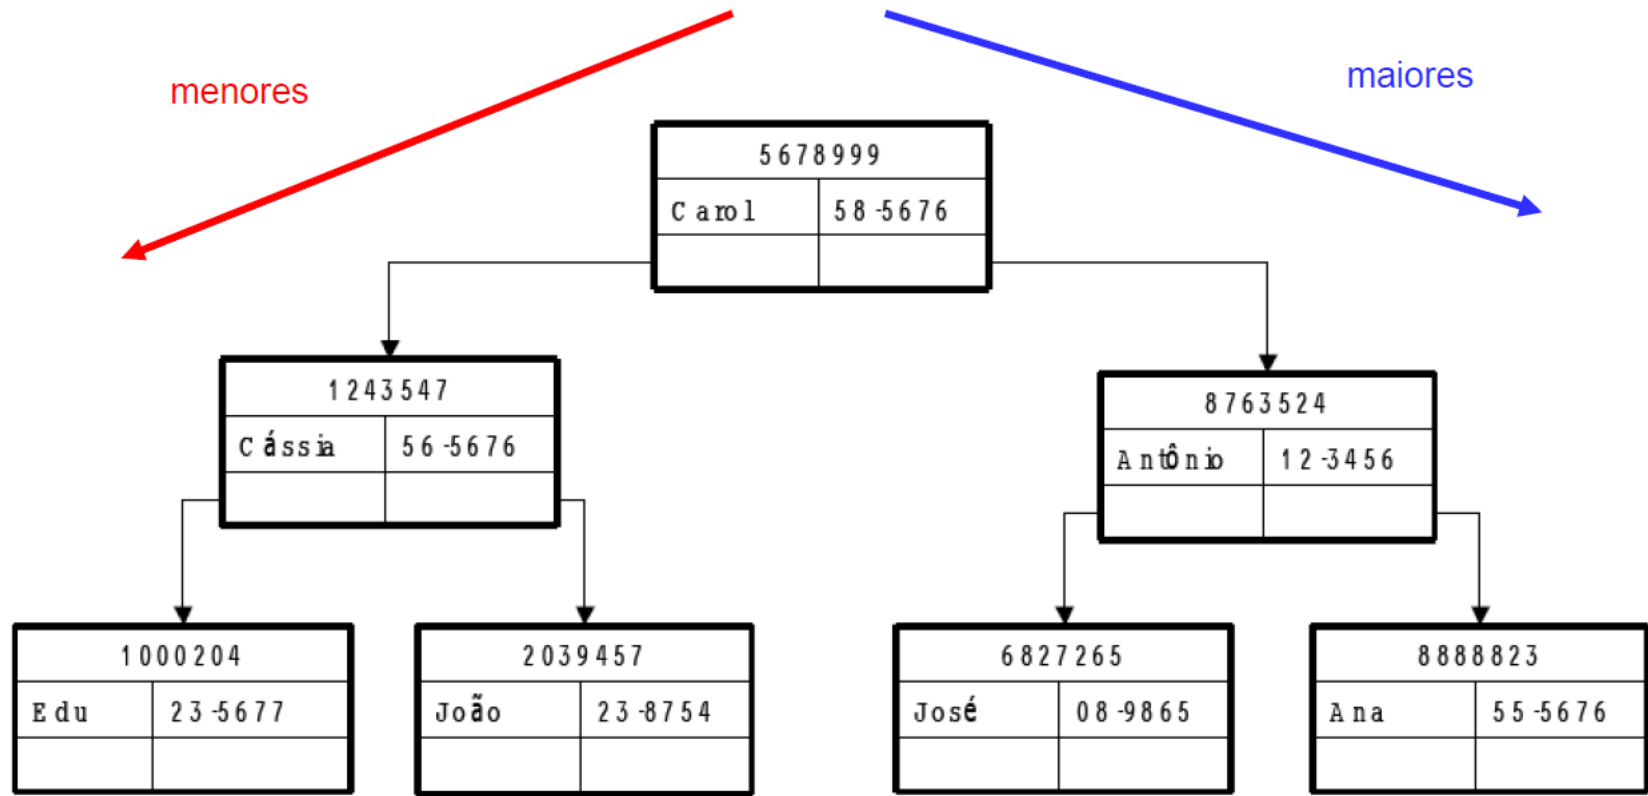 menores
maiores
5678999
Carol 58-5676
1243547
Cássia 56-5676
8763524
Antônio 12-3456
1000204
Edu 23-5677
2039457
João 23-8754
6827265
José 08-9865
8888823
Ana 55-5676